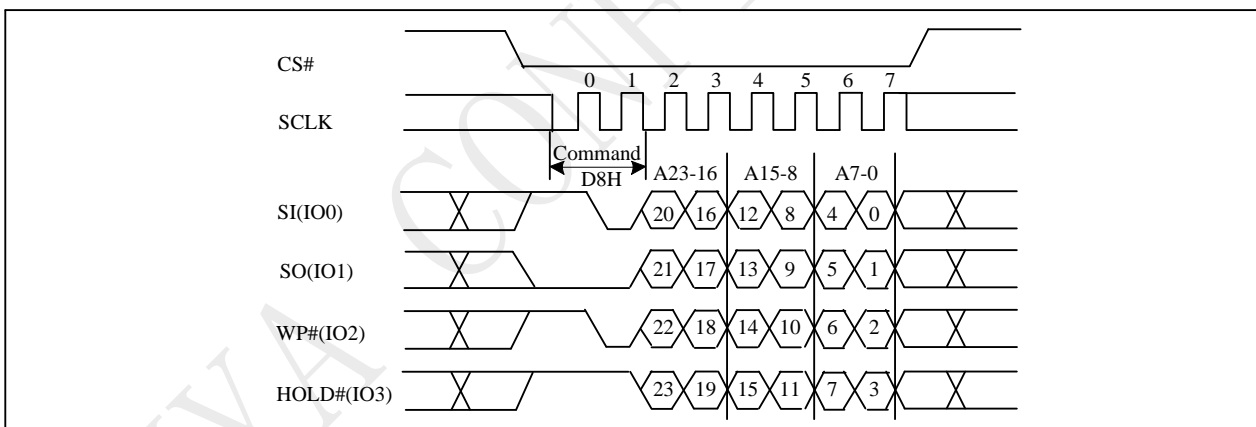 CS#
0 1 2 3 4 5 6 7
SCLK
Command
D8H
A23-16 A15-8 A7-0
SI(IO0) 20 16 12 8 4 0
SO(IO1) 21 17 13 9 5 1
WP#(IO2) 22 18 14 10 6 2
HOLD#(IO3) 23 19 15 11 7 3